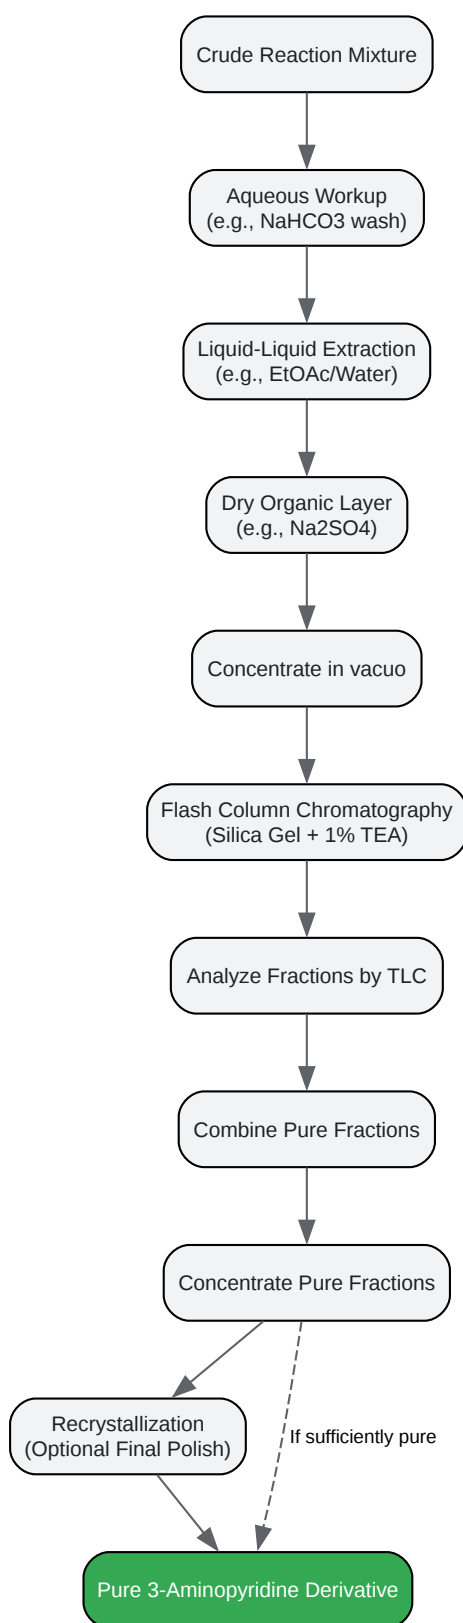 Crude Reaction Mixture
Aqueous Workup
(e.g., NaHCO3 wash)
Liquid-Liquid Extraction
(e.g., EtOAc/Water)
Dry Organic Layer
(e.g., Na2SO4)
Concentrate in vacuo
Flash Column Chromatography
(Silica Gel + 1% TEA)
Analyze Fractions by TLC
Combine Pure Fractions
Concentrate Pure Fractions
Recrystallization
(Optional Final Polish)
If sufficiently pure
Pure 3-Aminopyridine Derivative